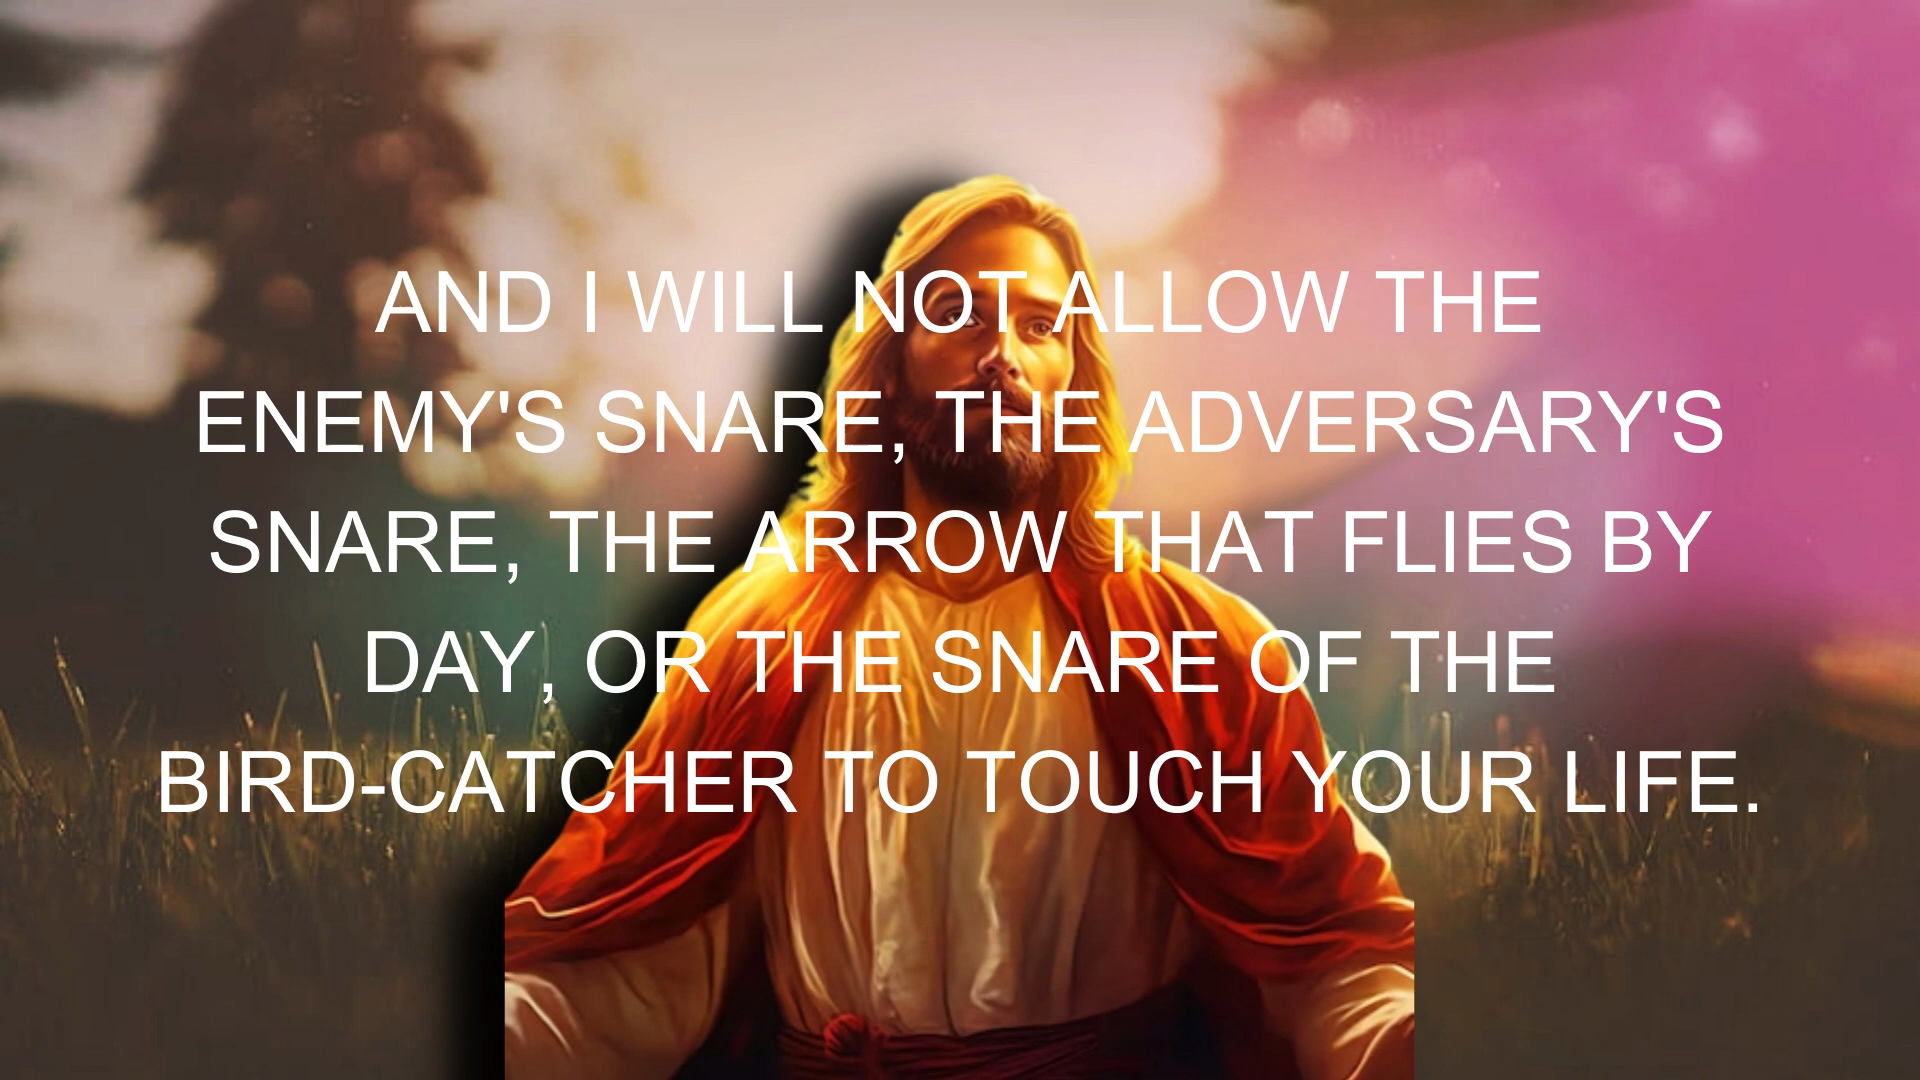 AND I WILL NOT ALLOW THE
ENEMY'S SNARE, THE ADVERSARY'S
SNARE, THE ARROW THAT FLIES BY
DAY, OR THE SNARE OF THE
BIRD-CATCHER TO TOUCH YOUR LIFE.